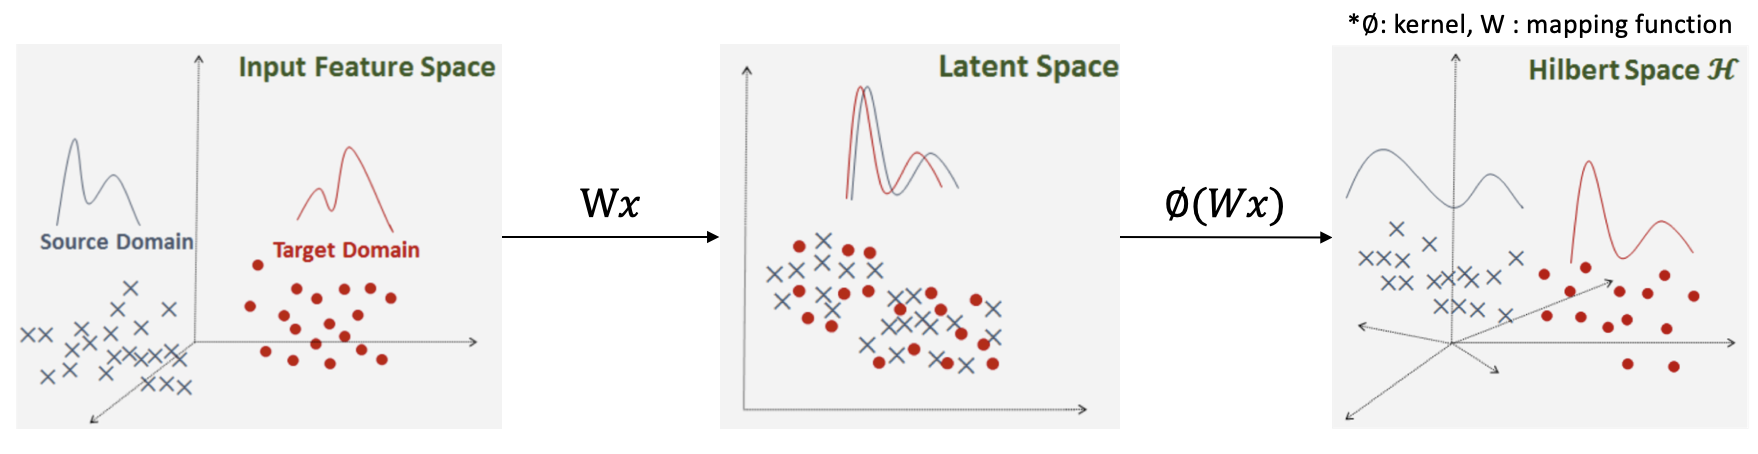 *∅: kernel, W : mapping function
Input Feature Space
Latent Space
Hilbert Space ℋ
Source Domain
Target Domain
Wx
∅(Wx)